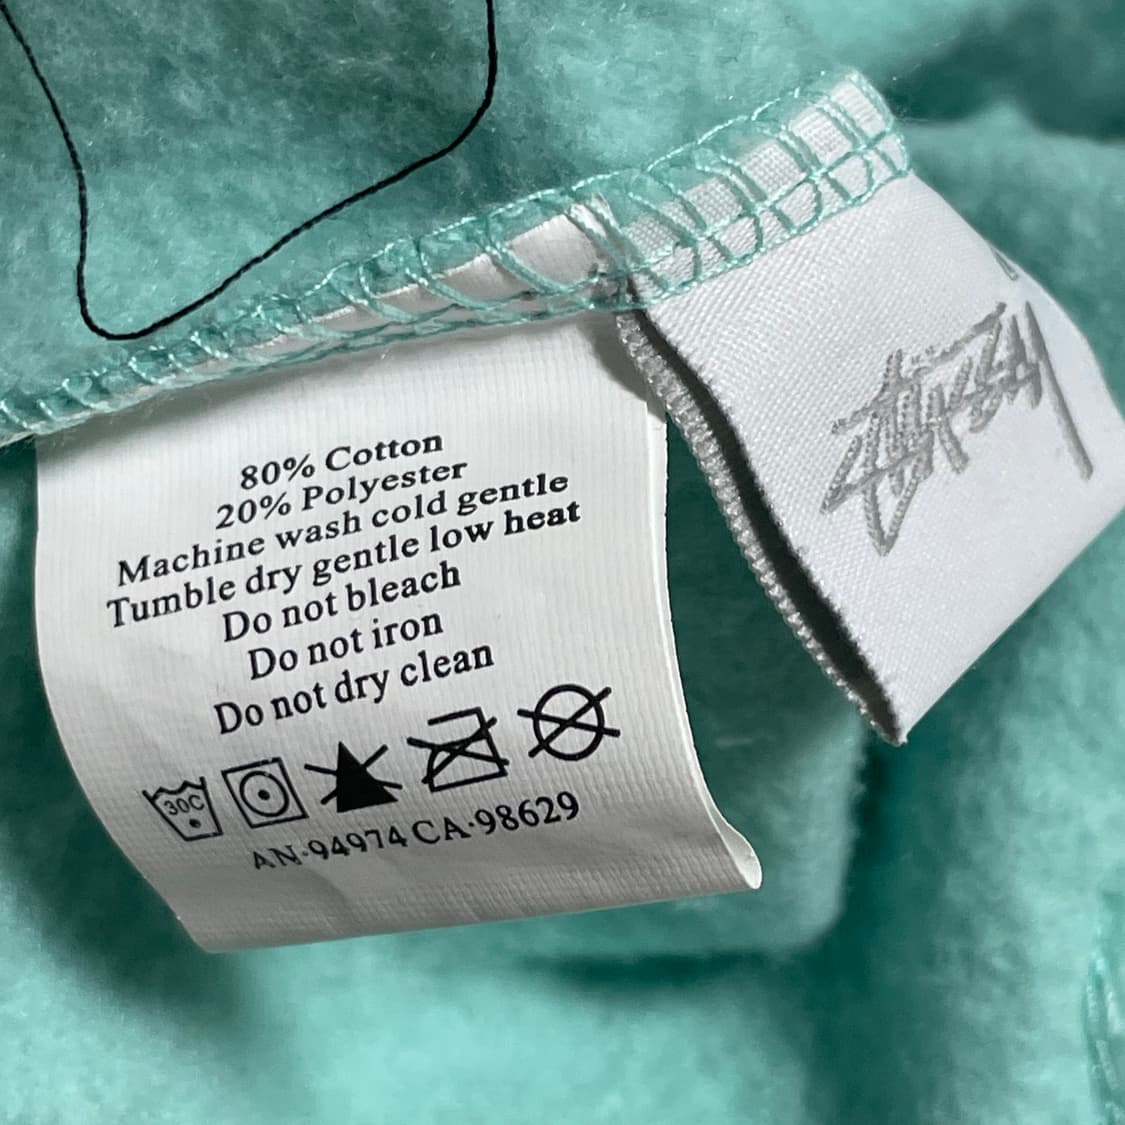 80% Cotton
20% Polyester
Machine wash cold gentle
Tumble dry gentle low heat
Do not bleach
Do not iron
Do not dry clean
30C
AN-94974 CA-98629
Stüssy